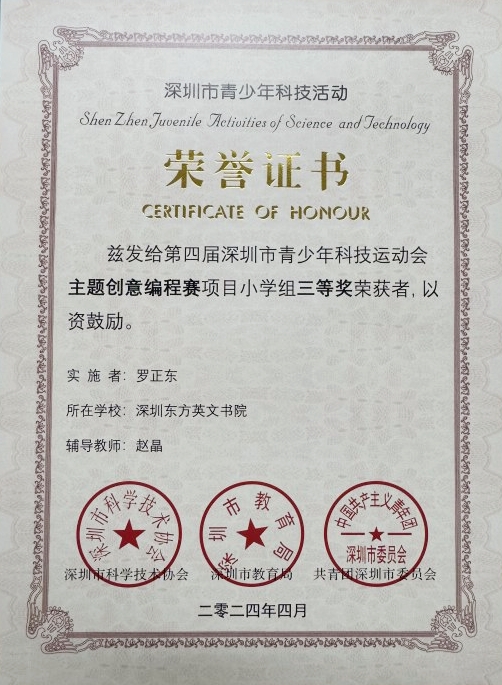 深圳市青少年科技活动
Shen Zhen Juvenile Activities of Science and Technology
荣誉证书
CERTIFICATE OF HONOUR
兹发给第四届深圳市青少年科技运动会
主题创意编程赛项目小学组三等奖荣获者，以
资鼓励。
实 施 者：罗正东
所在学校：深圳东方英文书院
辅导教师：赵晶
深圳市科学技术协会
深圳市教育局
中国共产主义青年团
深圳市委员会
深圳市科学技术协会 深圳市教育局 共青团深圳市委员会
二零二四年四月